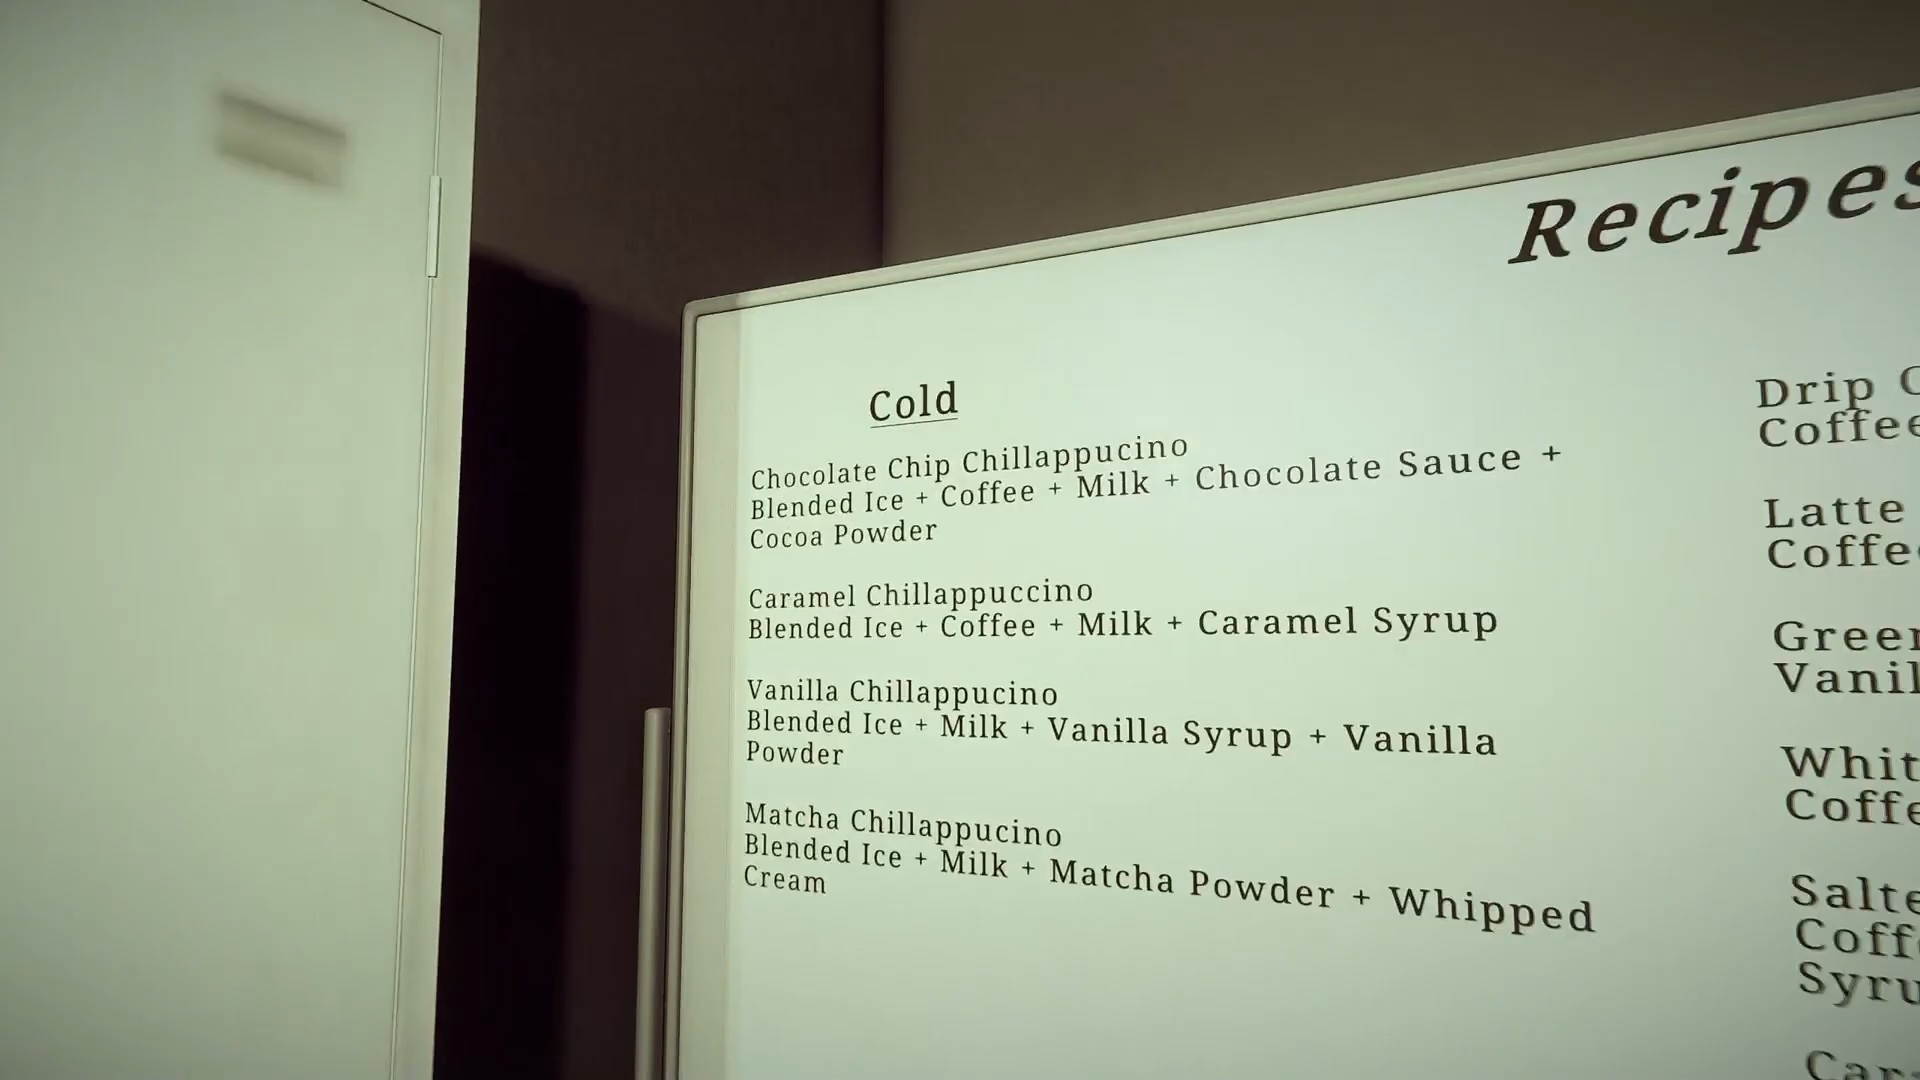 Recipes
Cold
Chocolate Chip Chillappucino
Blended Ice + Coffee + Milk + Chocolate Sauce +
Cocoa Powder
Caramel Chillappuccino
Blended Ice + Coffee + Milk + Caramel Syrup
Vanilla Chillappucino
Blended Ice + Milk + Vanilla Syrup + Vanilla
Powder
Matcha Chillappucino
Blended Ice + Milk + Matcha Powder + Whipped
Cream
Drip
Coffee
Latte
Coffee